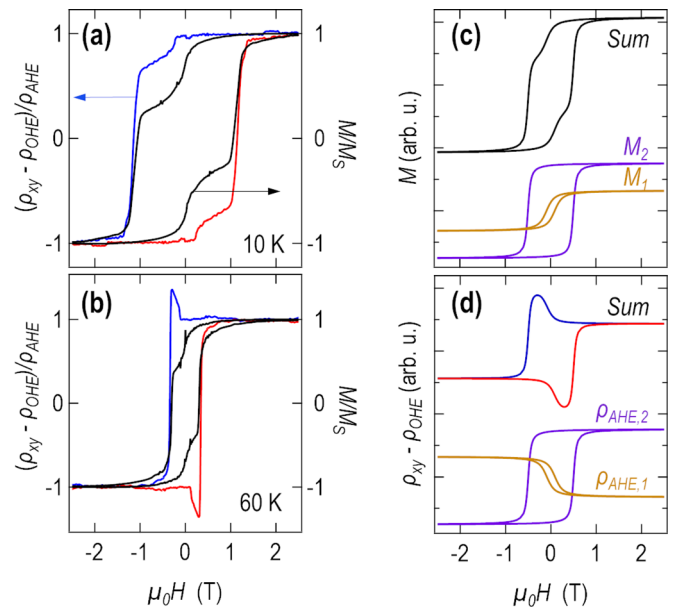 (a)
(ρxy - ρOHE)/ρAHE
1
0
-1
M/MS
1
0
-1
10 K
(b)
(ρxy - ρOHE)/ρAHE
1
0
-1
M/MS
1
0
-1
60 K
-2 -1 0 1 2
μ0H (T)
(c)
Sum
M (arb. u.)
M2
M1
(d)
Sum
ρxy - ρOHE (arb. u.)
ρAHE,2
ρAHE,1
-2 -1 0 1 2
μ0H (T)